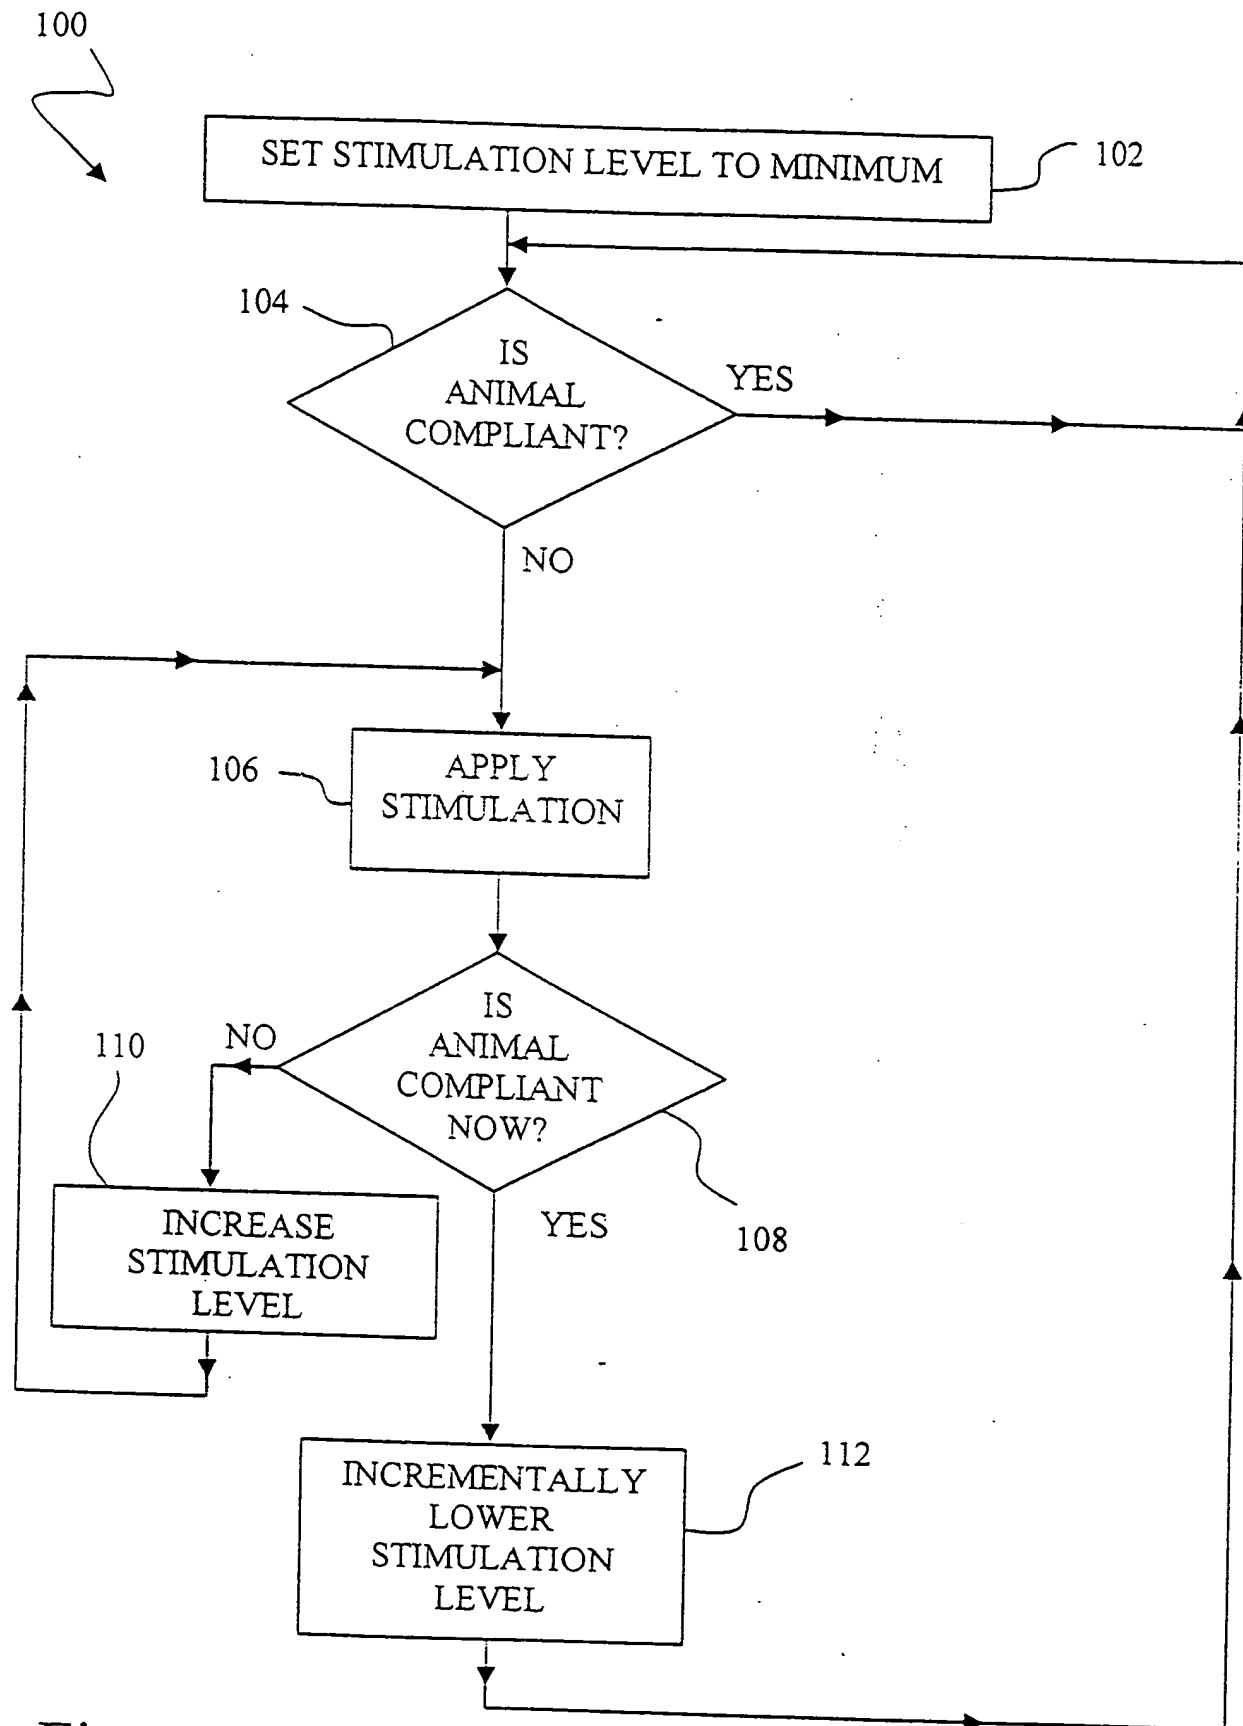 100
SET STIMULATION LEVEL TO MINIMUM
102
104
IS
ANIMAL
COMPLIANT?
YES
NO
106
APPLY
STIMULATION
IS
ANIMAL
COMPLIANT
NOW?
NO
110
YES
108
INCREASE
STIMULATION
LEVEL
112
INCREMENTALLY
LOWER
STIMULATION
LEVEL